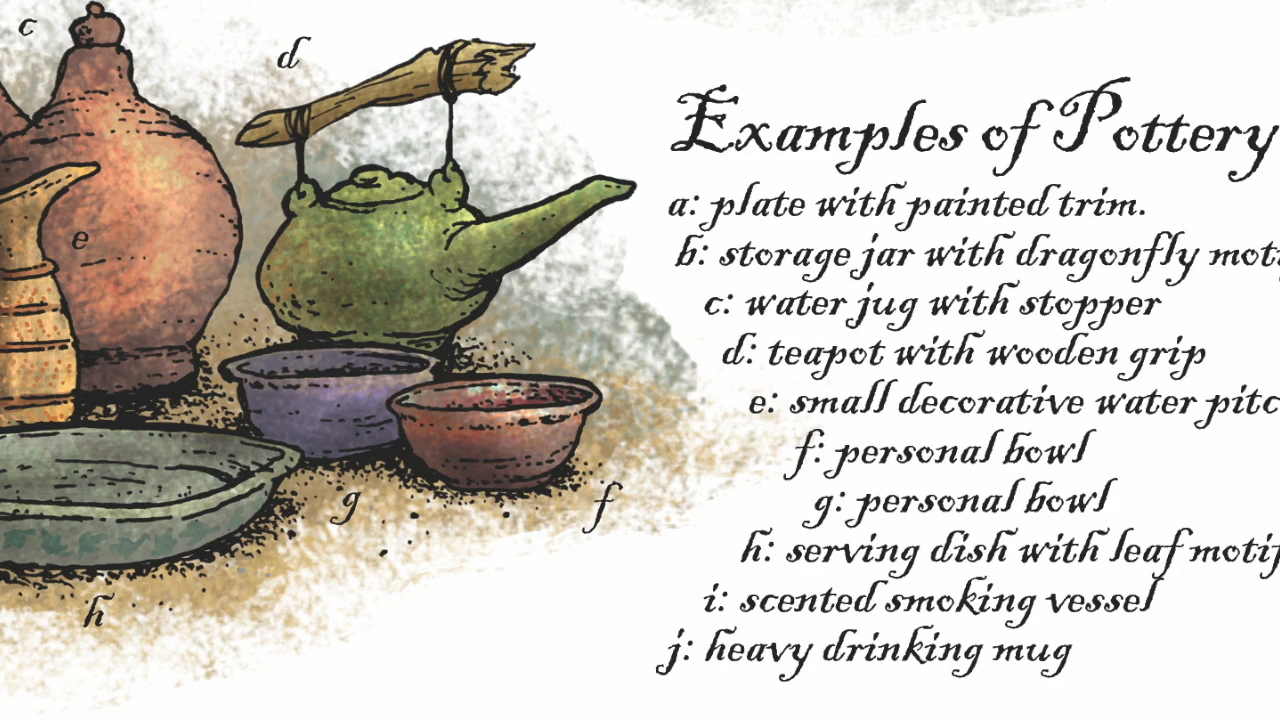 c
d
e
g
f
h
Examples of Pottery
a: plate with painted trim.
b: storage jar with dragonfly
c: water jug with stopper
d: teapot with wooden grip
e: small decorative water
f: personal bowl
g: personal bowl
h: serving dish with leaf motif
i: scented smoking vessel
j: heavy drinking mug